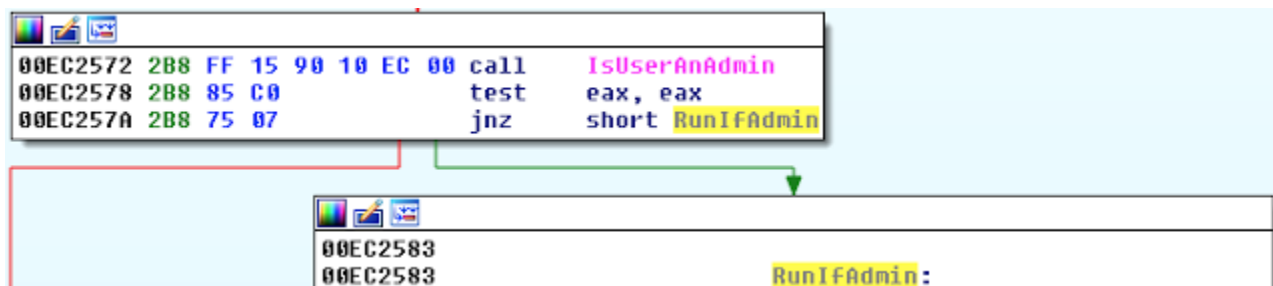 00EC2572 2B8 FF 15 90 10 EC 00 call IsUserAnAdmin
00EC2578 2B8 85 C0 test eax, eax
00EC257A 2B8 75 07 jnz short RunIfAdmin
00EC2583
00EC2583 RunIfAdmin: